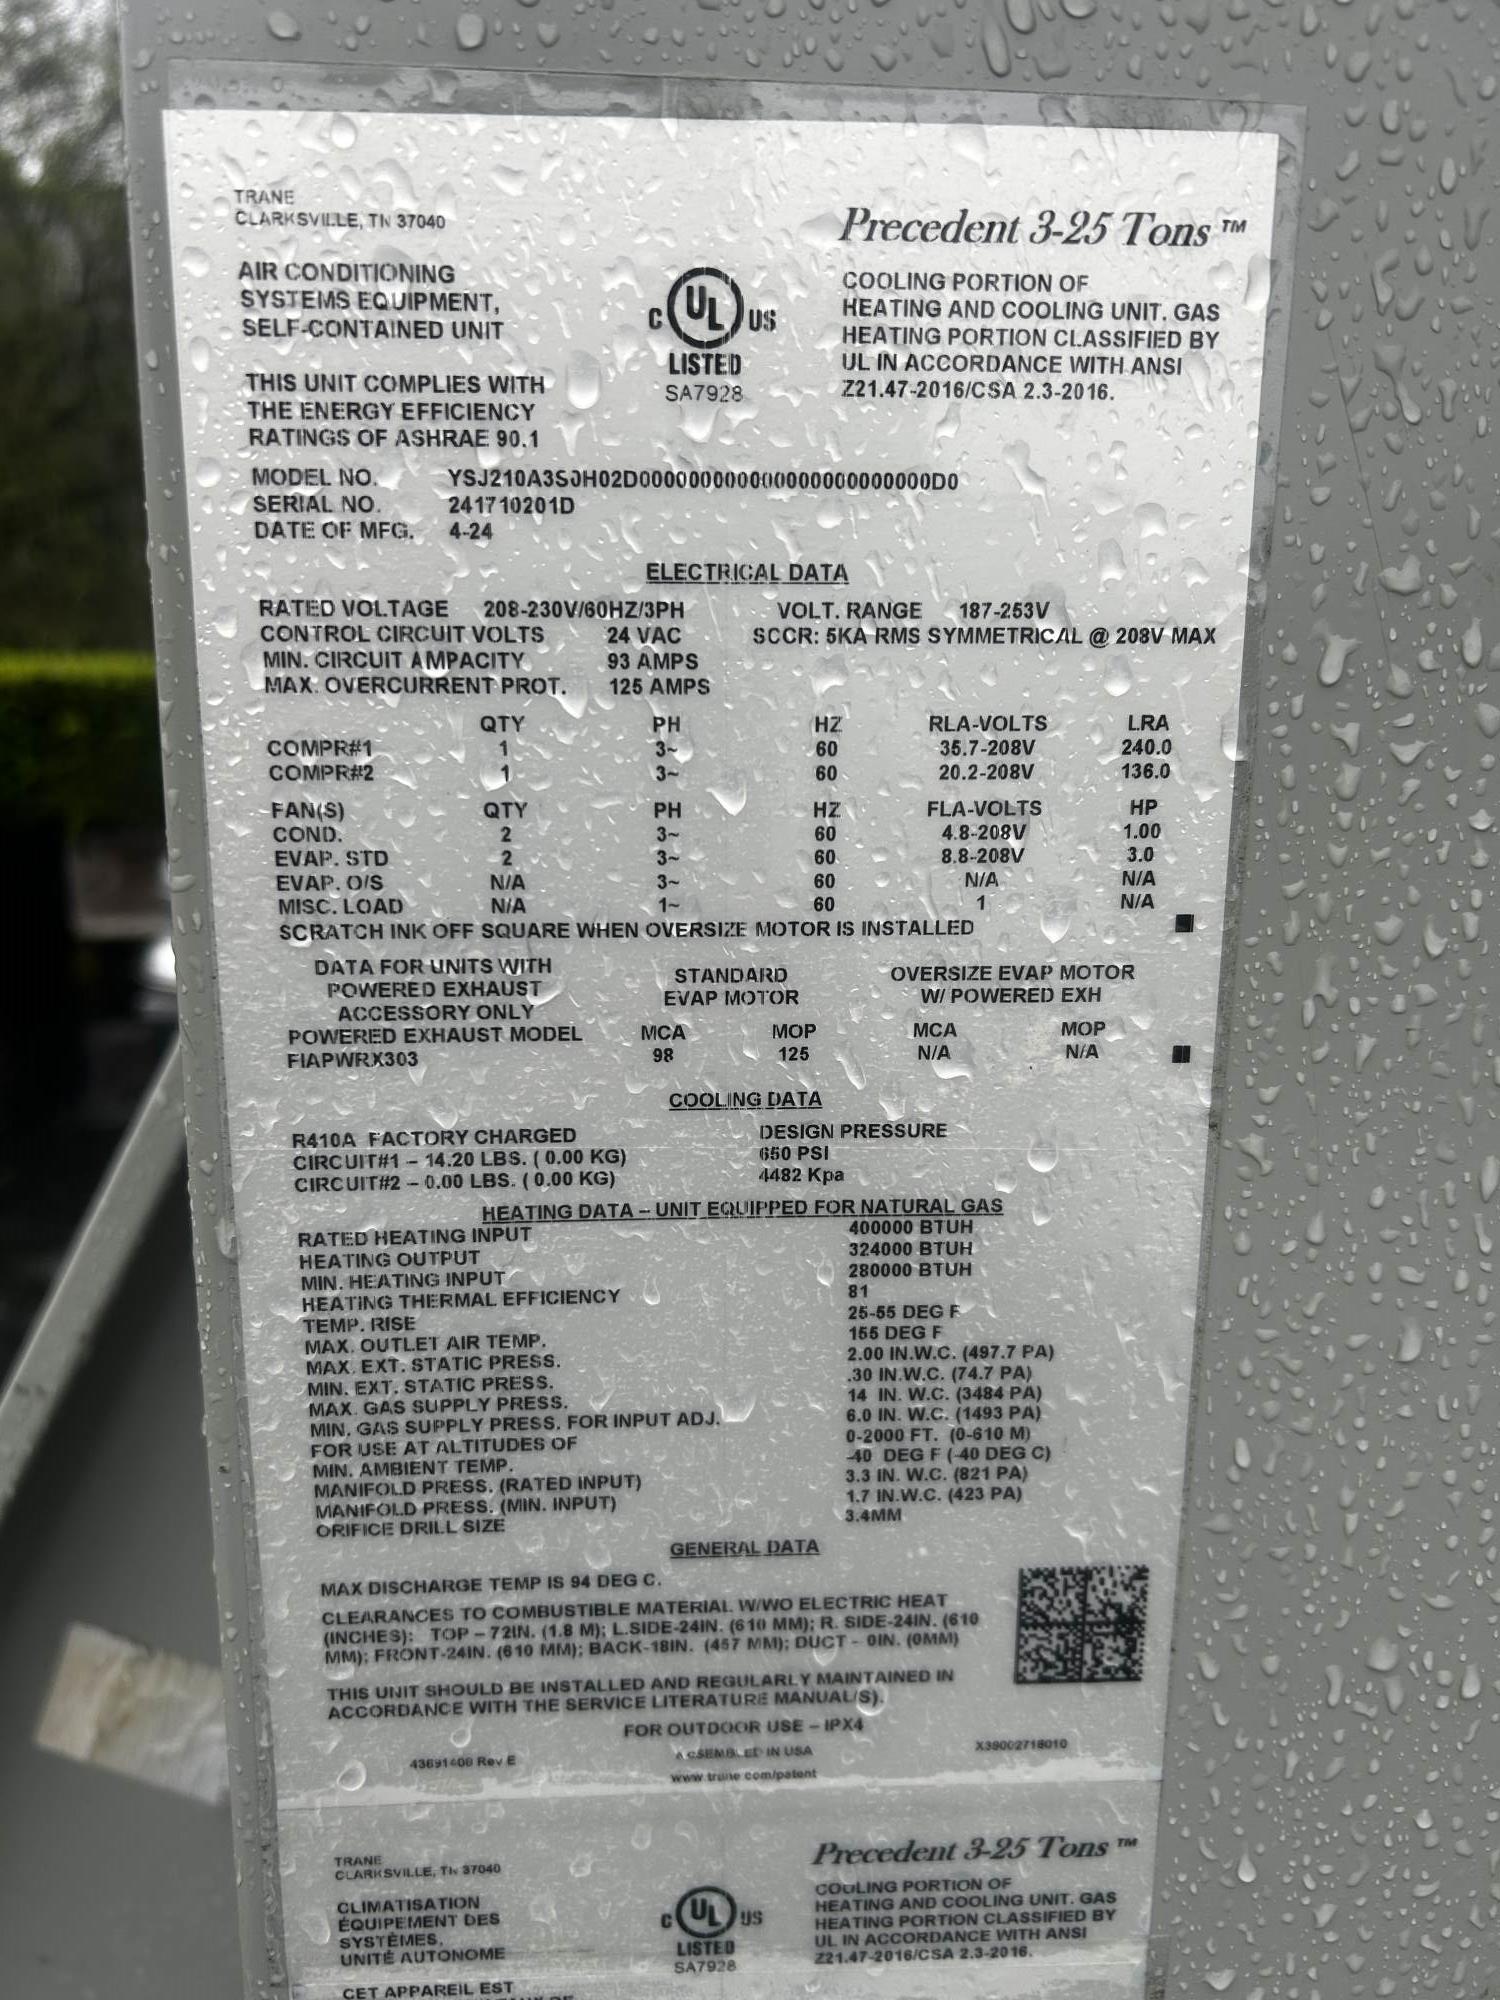 TRANE
CLARKSVILLE, TN 37040
Precedent 3-25 Tons™
AIR CONDITIONING
SYSTEMS EQUIPMENT,
SELF-CONTAINED UNIT
THIS UNIT COMPLIES WITH
THE ENERGY EFFICIENCY
RATINGS OF ASHRAE 90.1
C UL US
LISTED
SA7928
COOLING PORTION OF
HEATING AND COOLING UNIT. GAS
HEATING PORTION CLASSIFIED BY
UL IN ACCORDANCE WITH ANSI
Z21.47-2016/CSA 2.3-2016.
MODEL NO.
SERIAL NO. 241710201D
DATE OF MFG. 4-24
ELECTRICAL DATA
RATED VOLTAGE 208-230V/60HZ/3PH VOLT. RANGE 187-253V
CONTROL CIRCUIT VOLTS 24 VAC SCCR: 5KA RMS SYMMETRICAL @ 208V MAX
MIN. CIRCUIT AMPACITY 93 AMPS
MAX. OVERCURRENT PROT. 125 AMPS
QTY PH HZ RLA-VOLTS LRA
COMPR#1 1 3~ 60 35.7-208V 240.0
COMPR#2 1 3~ 60 20.2-208V 136.0
FAN(S) QTY PH HZ FLA-VOLTS HP
COND. 2 3~ 60 4.8-208V 1.00
EVAP. STD 2 3~ 60 8.8-208V 3.0
EVAP. O/S N/A 3~ 60 N/A N/A
MISC. LOAD N/A 1~ 60 1 N/A
SCRATCH INK OFF SQUARE WHEN OVERSIZE MOTOR IS INSTALLED
DATA FOR UNITS WITH
POWERED EXHAUST
ACCESSORY ONLY
STANDARD
EVAP MOTOR
OVERSIZE EVAP MOTOR
W/ POWERED EXH
POWERED EXHAUST MODEL MCA MOP MCA MOP
FIAPWRX303 98 125 N/A N/A
COOLING DATA
R410A FACTORY CHARGED DESIGN PRESSURE
CIRCUIT#1 – 14.20 LBS. ( 0.00 KG) 650 PSI
CIRCUIT#2 – 0.00 LBS. ( 0.00 KG) 4482 Kpa
HEATING DATA – UNIT EQUIPPED FOR NATURAL GAS
RATED HEATING INPUT 400000 BTUH
HEATING OUTPUT 324000 BTUH
MIN. HEATING INPUT 280000 BTUH
HEATING THERMAL EFFICIENCY 81
TEMP. RISE 25-55 DEG F
MAX. OUTLET AIR TEMP. 155 DEG F
MAX. EXT. STATIC PRESS. 2.00 IN.W.C. (497.7 PA)
MIN. EXT. STATIC PRESS. .30 IN.W.C. (74.7 PA)
MAX. GAS SUPPLY PRESS. 14 IN. W.C. (3484 PA)
MIN. GAS SUPPLY PRESS. FOR INPUT ADJ. 6.0 IN. W.C. (1493 PA)
FOR USE AT ALTITUDES OF 0-2000 FT. (0-610 M)
MIN. AMBIENT TEMP. -40 DEG F (-40 DEG C)
MANIFOLD PRESS. (RATED INPUT) 3.3 IN. W.C. (821 PA)
MANIFOLD PRESS. (MIN. INPUT) 1.7 IN.W.C. (423 PA)
ORIFICE DRILL SIZE 3.4MM
GENERAL DATA
MAX DISCHARGE TEMP IS 94 DEG C.
CLEARANCES TO COMBUSTIBLE MATERIAL W/WO ELECTRIC HEAT
(INCHES): TOP – 72IN. (1.8 M); L.SIDE-24IN. (610 MM); R. SIDE-24IN. (610
MM); FRONT-24IN. (610 MM); BACK-18IN. (457 MM); DUCT - 0IN. (0MM)
THIS UNIT SHOULD BE INSTALLED AND REGULARLY MAINTAINED IN
ACCORDANCE WITH THE SERVICE LITERATURE MANUAL(S).
FOR OUTDOOR USE – IPX4
Rev E ASSEMBLED IN USA X39002718010
www.trane.com/patent
TRANE
CLARKSVILLE, TN 37040
Precedent 3-25 Tons™
CLIMATISATION
ÉQUIPEMENT DES
SYSTÈMES,
UNITÉ AUTONOME
C UL US
LISTED
SA7928
COOLING PORTION OF
HEATING AND COOLING UNIT. GAS
HEATING PORTION CLASSIFIED BY
UL IN ACCORDANCE WITH ANSI
Z21.47-2016/CSA 2.3-2016.
CET APPAREIL EST